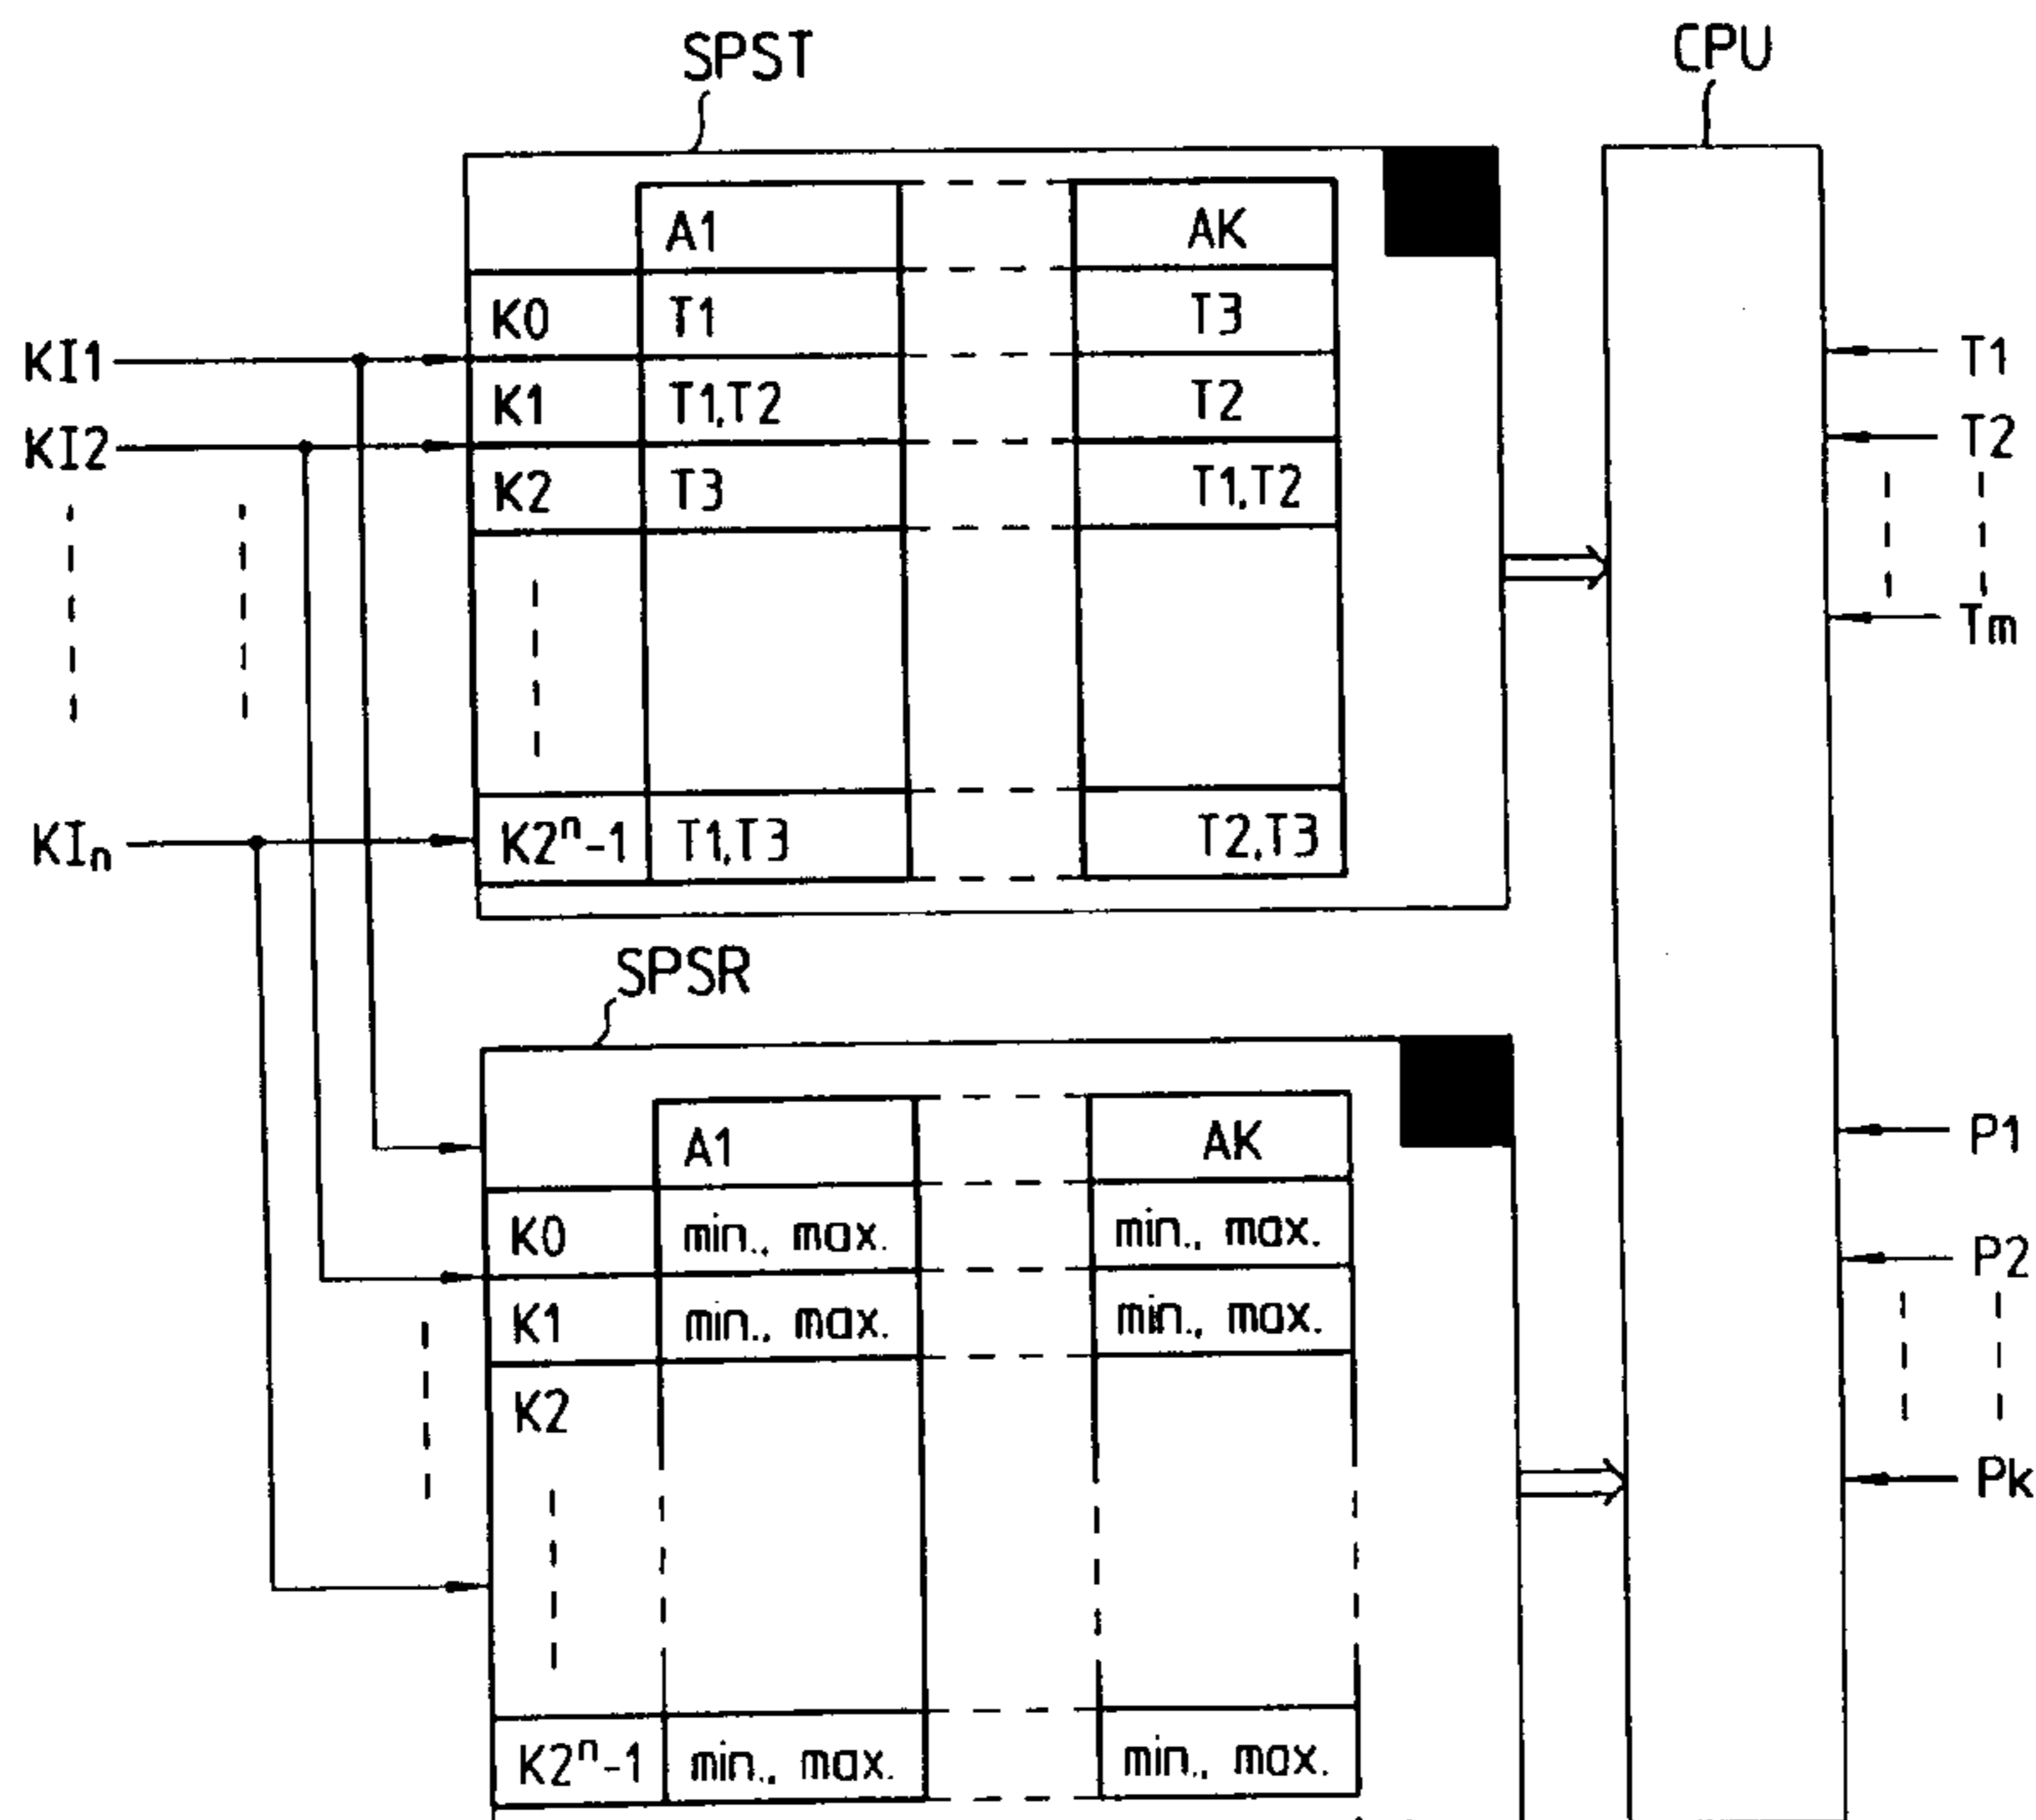 SPST
CPU
A1 AK
K0 T1 T3
KI1
T1
K1 T1,T2 T2
KI2
T2
K2 T3 T1,T2
Tm
KIn
K2ⁿ-1 T1,T3 T2,T3
SPSR
A1 AK
P1
K0 min., max. min., max.
P2
K1 min., max. min., max.
K2
Pk
K2ⁿ-1 min., max. min., max.